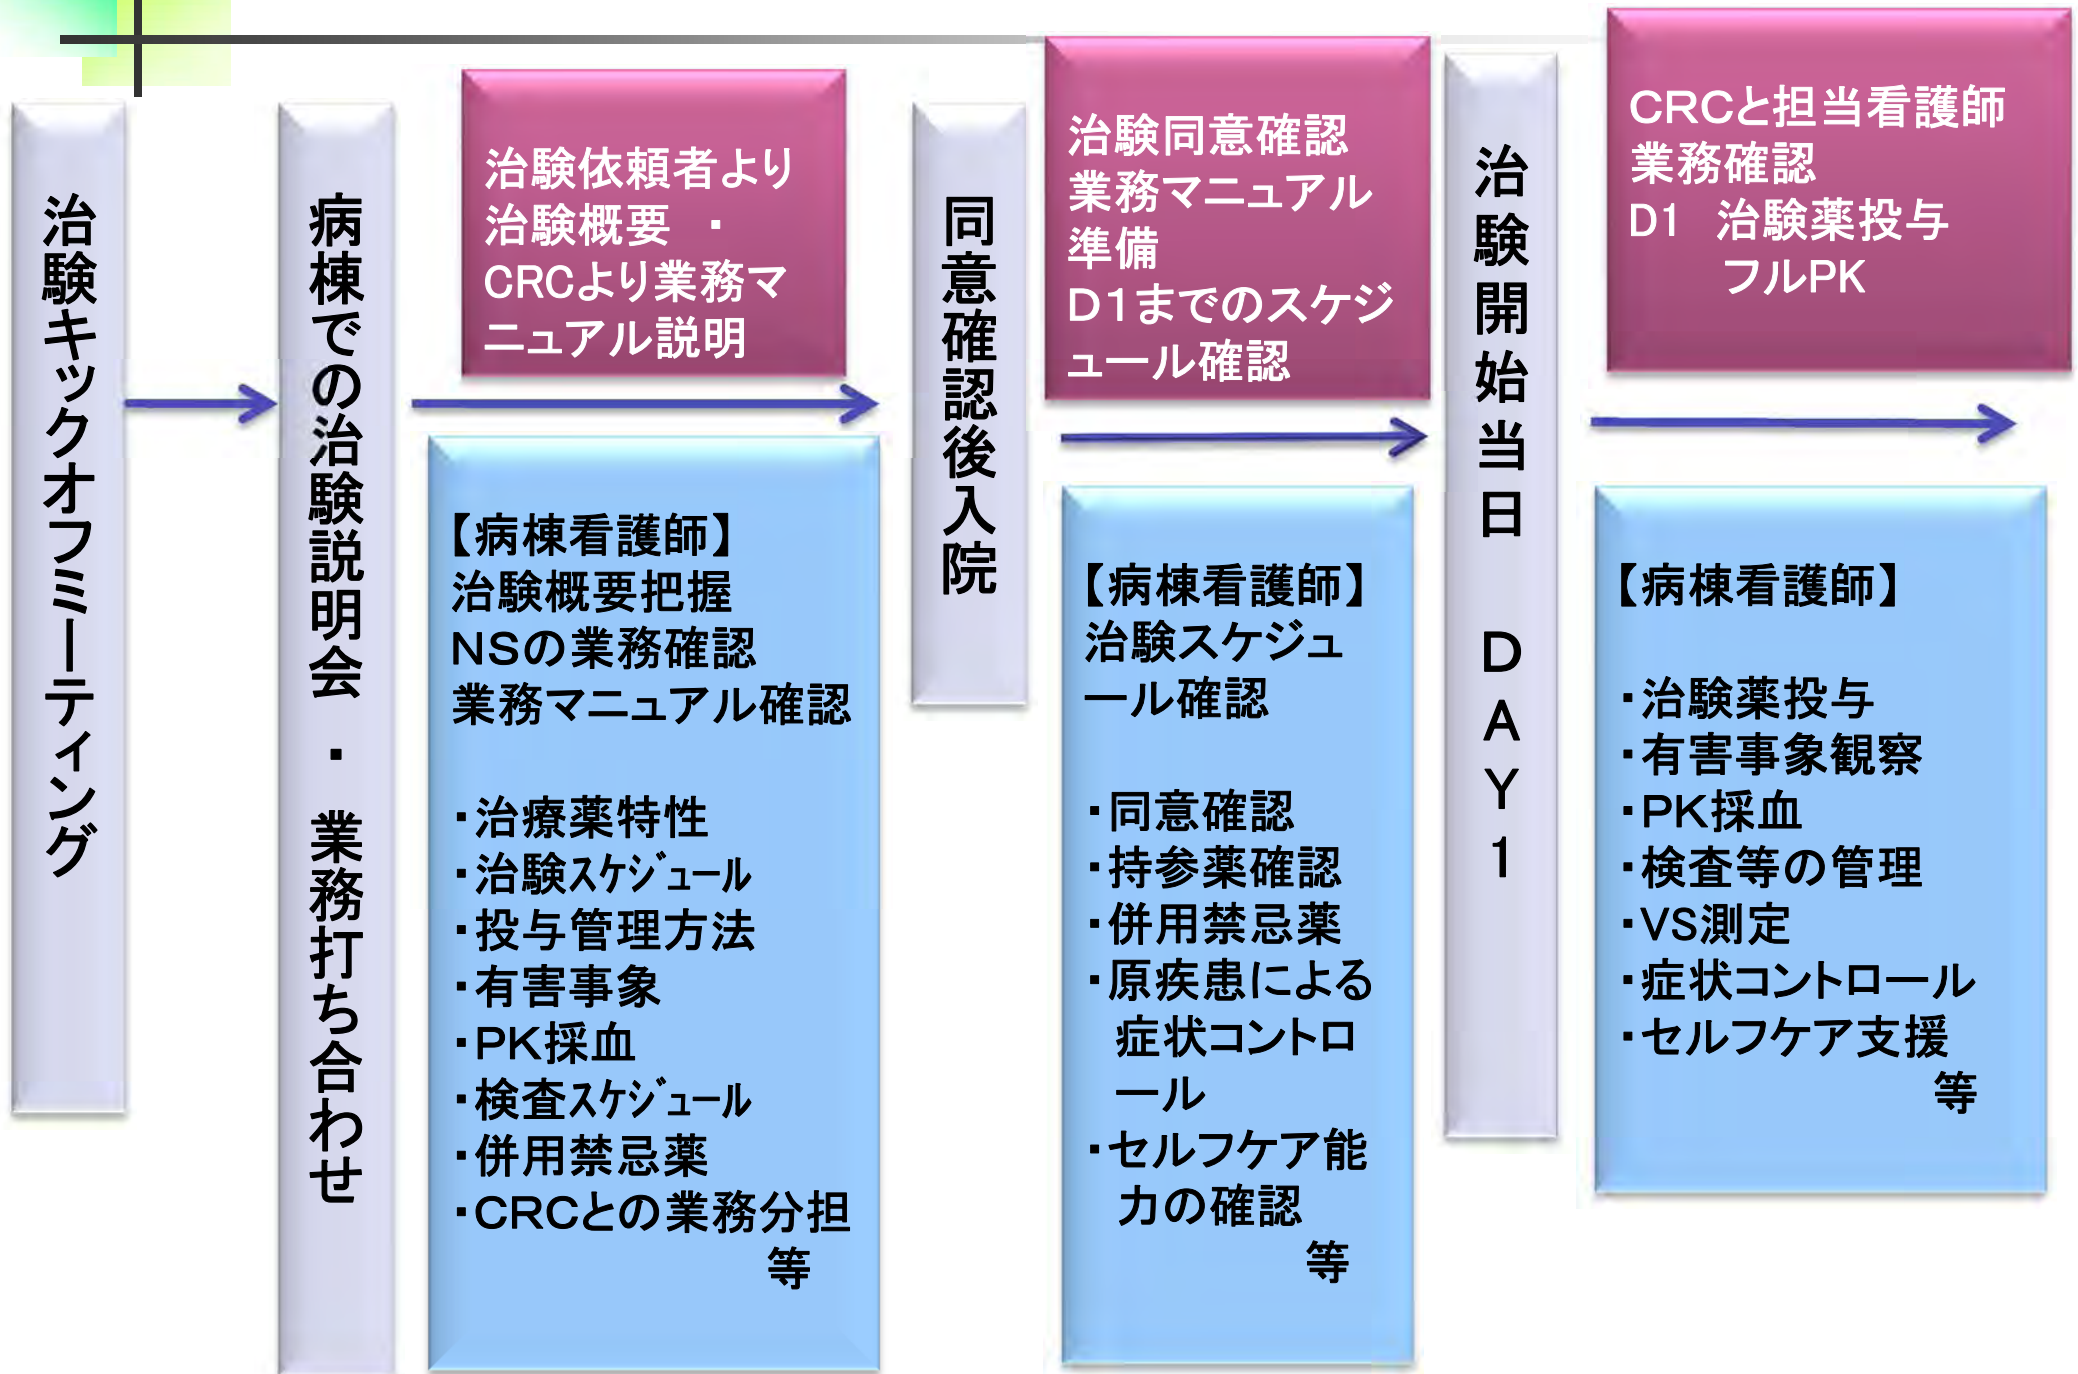 治験キックオフミーティング
病棟での治験説明会・業務打ち合わせ
治験依頼者より
治験概要　・
CRCより業務マ
ニュアル説明
【病棟看護師】
治験概要把握
NSの業務確認
業務マニュアル確認
・治療薬特性
・治験ｽｹｼﾞｭｰﾙ
・投与管理方法
・有害事象
・PK採血
・検査ｽｹｼﾞｭｰﾙ
・併用禁忌薬
・CRCとの業務分担
等
同意確認後入院
治験同意確認
業務マニュアル
準備
D1までのスケジ
ュール確認
【病棟看護師】
治験スケジュ
ール確認
・同意確認
・持参薬確認
・併用禁忌薬
・原疾患による
症状コントロ
ール
・セルフケア能
力の確認
等
治験開始当日　DAY1
CRCと担当看護師
業務確認
D1　治験薬投与
フルPK
【病棟看護師】
・治験薬投与
・有害事象観察
・PK採血
・検査等の管理
・VS測定
・症状コントロール
・セルフケア支援
等